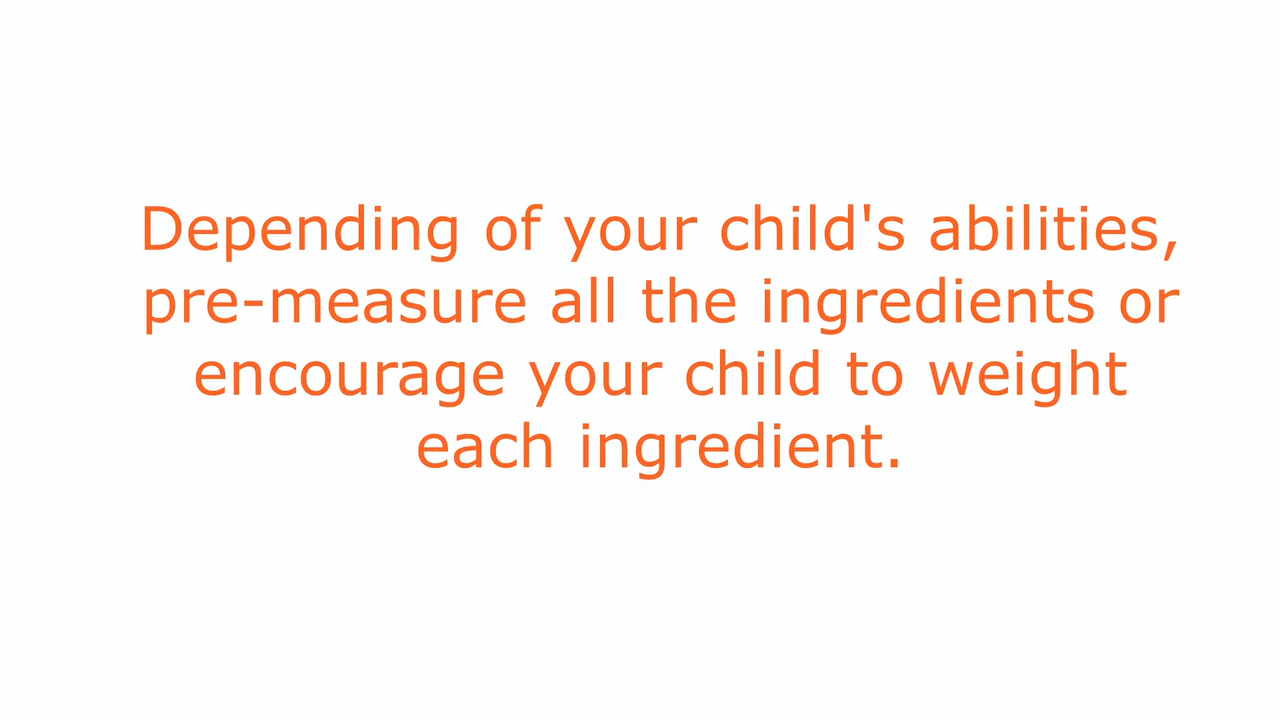 Depending of your child's abilities,
pre-measure all the ingredients or
encourage your child to weight
each ingredient.